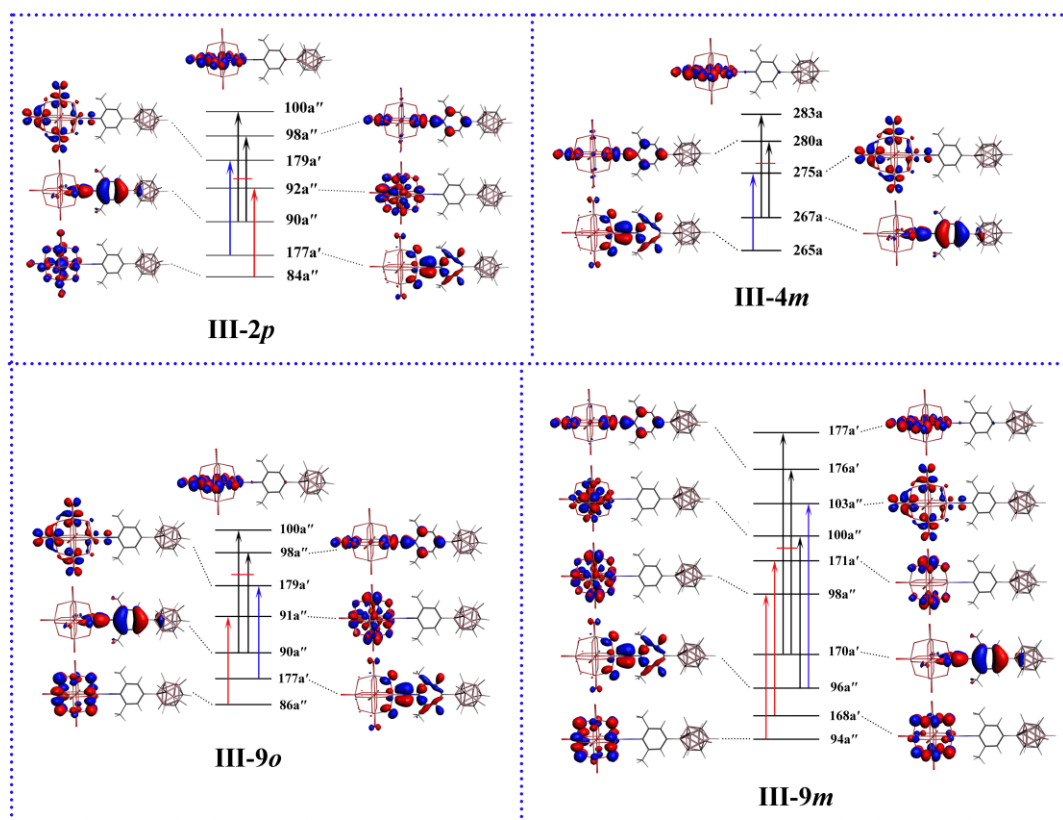 100a″
98a″
179a′
92a″
90a″
177a′
84a″
III-2p
283a
280a
275a
267a
265a
III-4m
100a″
98a″
179a′
91a″
90a″
177a′
86a″
III-9o
177a′
176a′
103a″
100a″
171a′
98a″
170a′
96a″
168a′
94a″
III-9m